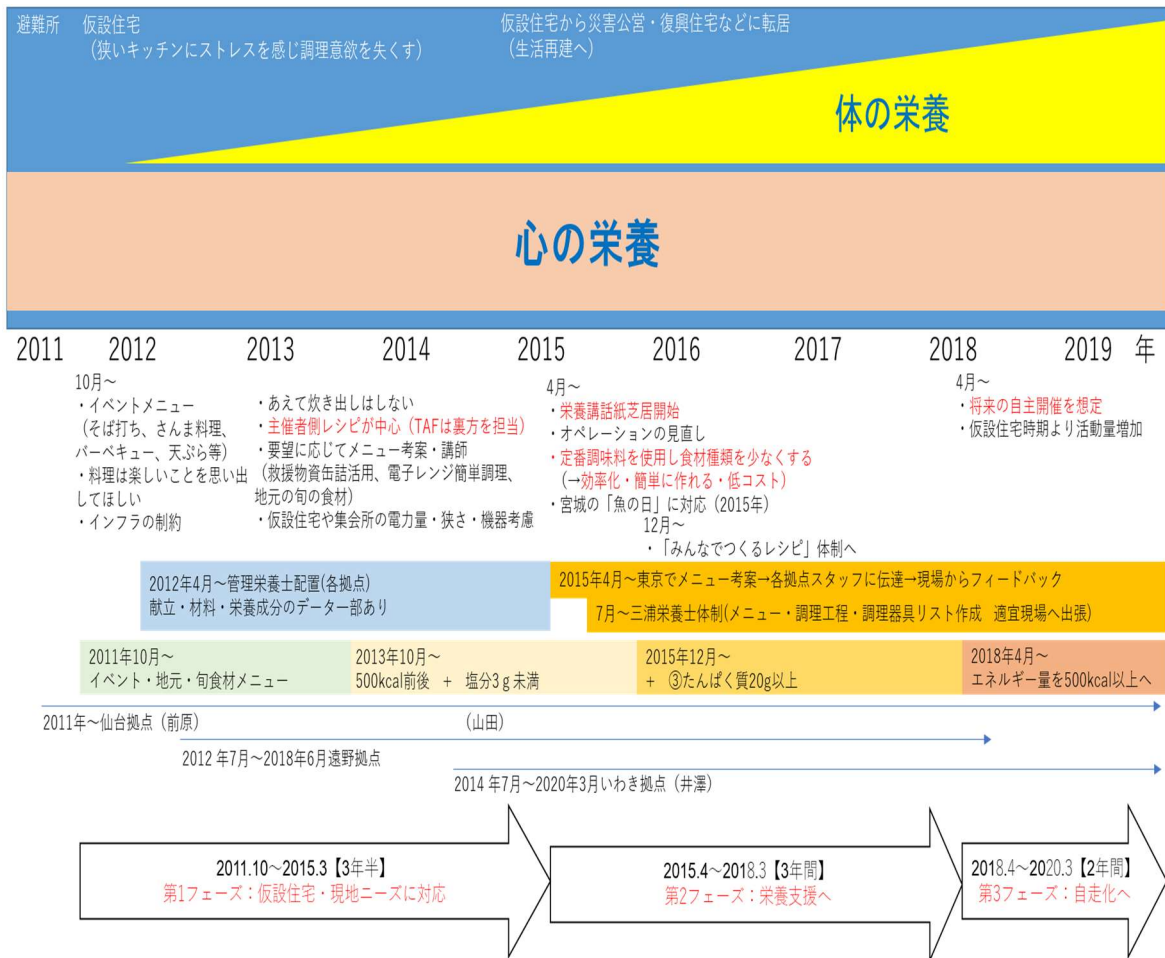 避難所 仮設住宅
（狭いキッチンにストレスを感じ調理意欲を失くす）
仮設住宅から災害公営・復興住宅などに転居
（生活再建へ）
体の栄養
心の栄養
2011 2012 2013 2014 2015 2016 2017 2018 2019 年
10月～
・イベントメニュー
（そば打ち、さんま料理、
バーベキュー、天ぷら等）
・料理は楽しいことを思い出
してほしい
・インフラの制約
・あえて炊き出しはしない
・主催者側レシピが中心（TAFは裏方を担当）
・要望に応じてメニュー考案・講師
（救援物資缶詰活用、電子レンジ簡単調理、
地元の旬の食材）
・仮設住宅や集会所の電力量・狭さ・機器考慮
4月～
・栄養講話紙芝居開始
・オペレーションの見直し
・定番調味料を使用し食材種類を少なくする
（→効率化・簡単に作れる・低コスト）
・宮城の「魚の日」に対応（2015年）
12月～
・「みんなでつくるレシピ」体制へ
4月～
・将来の自主開催を想定
・仮設住宅時期より活動量増加
2012年4月～管理栄養士配置(各拠点)
献立・材料・栄養成分のデーター部あり
2015年4月～東京でメニュー考案→各拠点スタッフに伝達→現場からフィードバック
7月～三浦栄養士体制(メニュー・調理工程・調理器具リスト作成 適宜現場へ出張)
2011年10月～
イベント・地元・旬食材メニュー
2013年10月～
500kcal前後 + 塩分3ｇ未満
2015年12月～
+ ③たんぱく質20g以上
2018年4月～
エネルギー量を500kcal以上へ
2011年～仙台拠点（前原） （山田）
2012 年7月～2018年6月遠野拠点
2014 年7月～2020年3月いわき拠点（井澤）
2011.10～2015.3【3年半】
第1フェーズ：仮設住宅・現地ニーズに対応
2015.4～2018.3【3年間】
第2フェーズ：栄養支援へ
2018.4～2020.3【2年間】
第3フェーズ：自走化へ